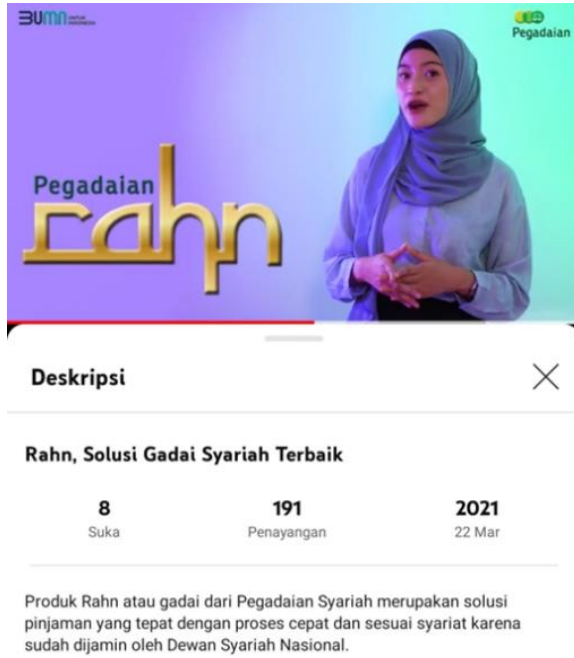 BUMN UNTUK INDONESIA
Pegadaian
Pegadaian
rahn
Deskripsi
Rahn, Solusi Gadai Syariah Terbaik
8 191 2021
Suka Penayangan 22 Mar
Produk Rahn atau gadai dari Pegadaian Syariah merupakan solusi
pinjaman yang tepat dengan proses cepat dan sesuai syariat karena
sudah dijamin oleh Dewan Syariah Nasional.